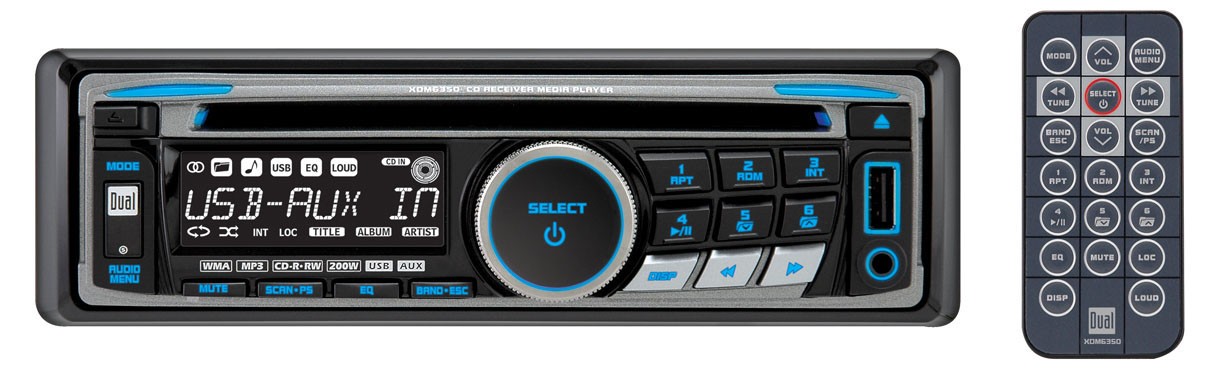 XDM6350 · CD RECEIVER MEDIA PLAYER
MODE
Dual
AUDIO
MENU
USB EQ LOUD CD IN
USB-AUX IN
INT LOC TITLE ALBUM ARTIST
WMA MP3 CD-R·RW 200W USB AUX
MUTE SCAN·PS EQ BAND·ESC
SELECT
1 RPT
2 RDM
3 INT
4
5
6
DISP
MODE VOL AUDIO MENU
TUNE SELECT TUNE
BAND ESC VOL SCAN /PS
1 RPT 2 RDM 3 INT
4 5 6
EQ MUTE LOC
DISP LOUD
Dual
XDM6350